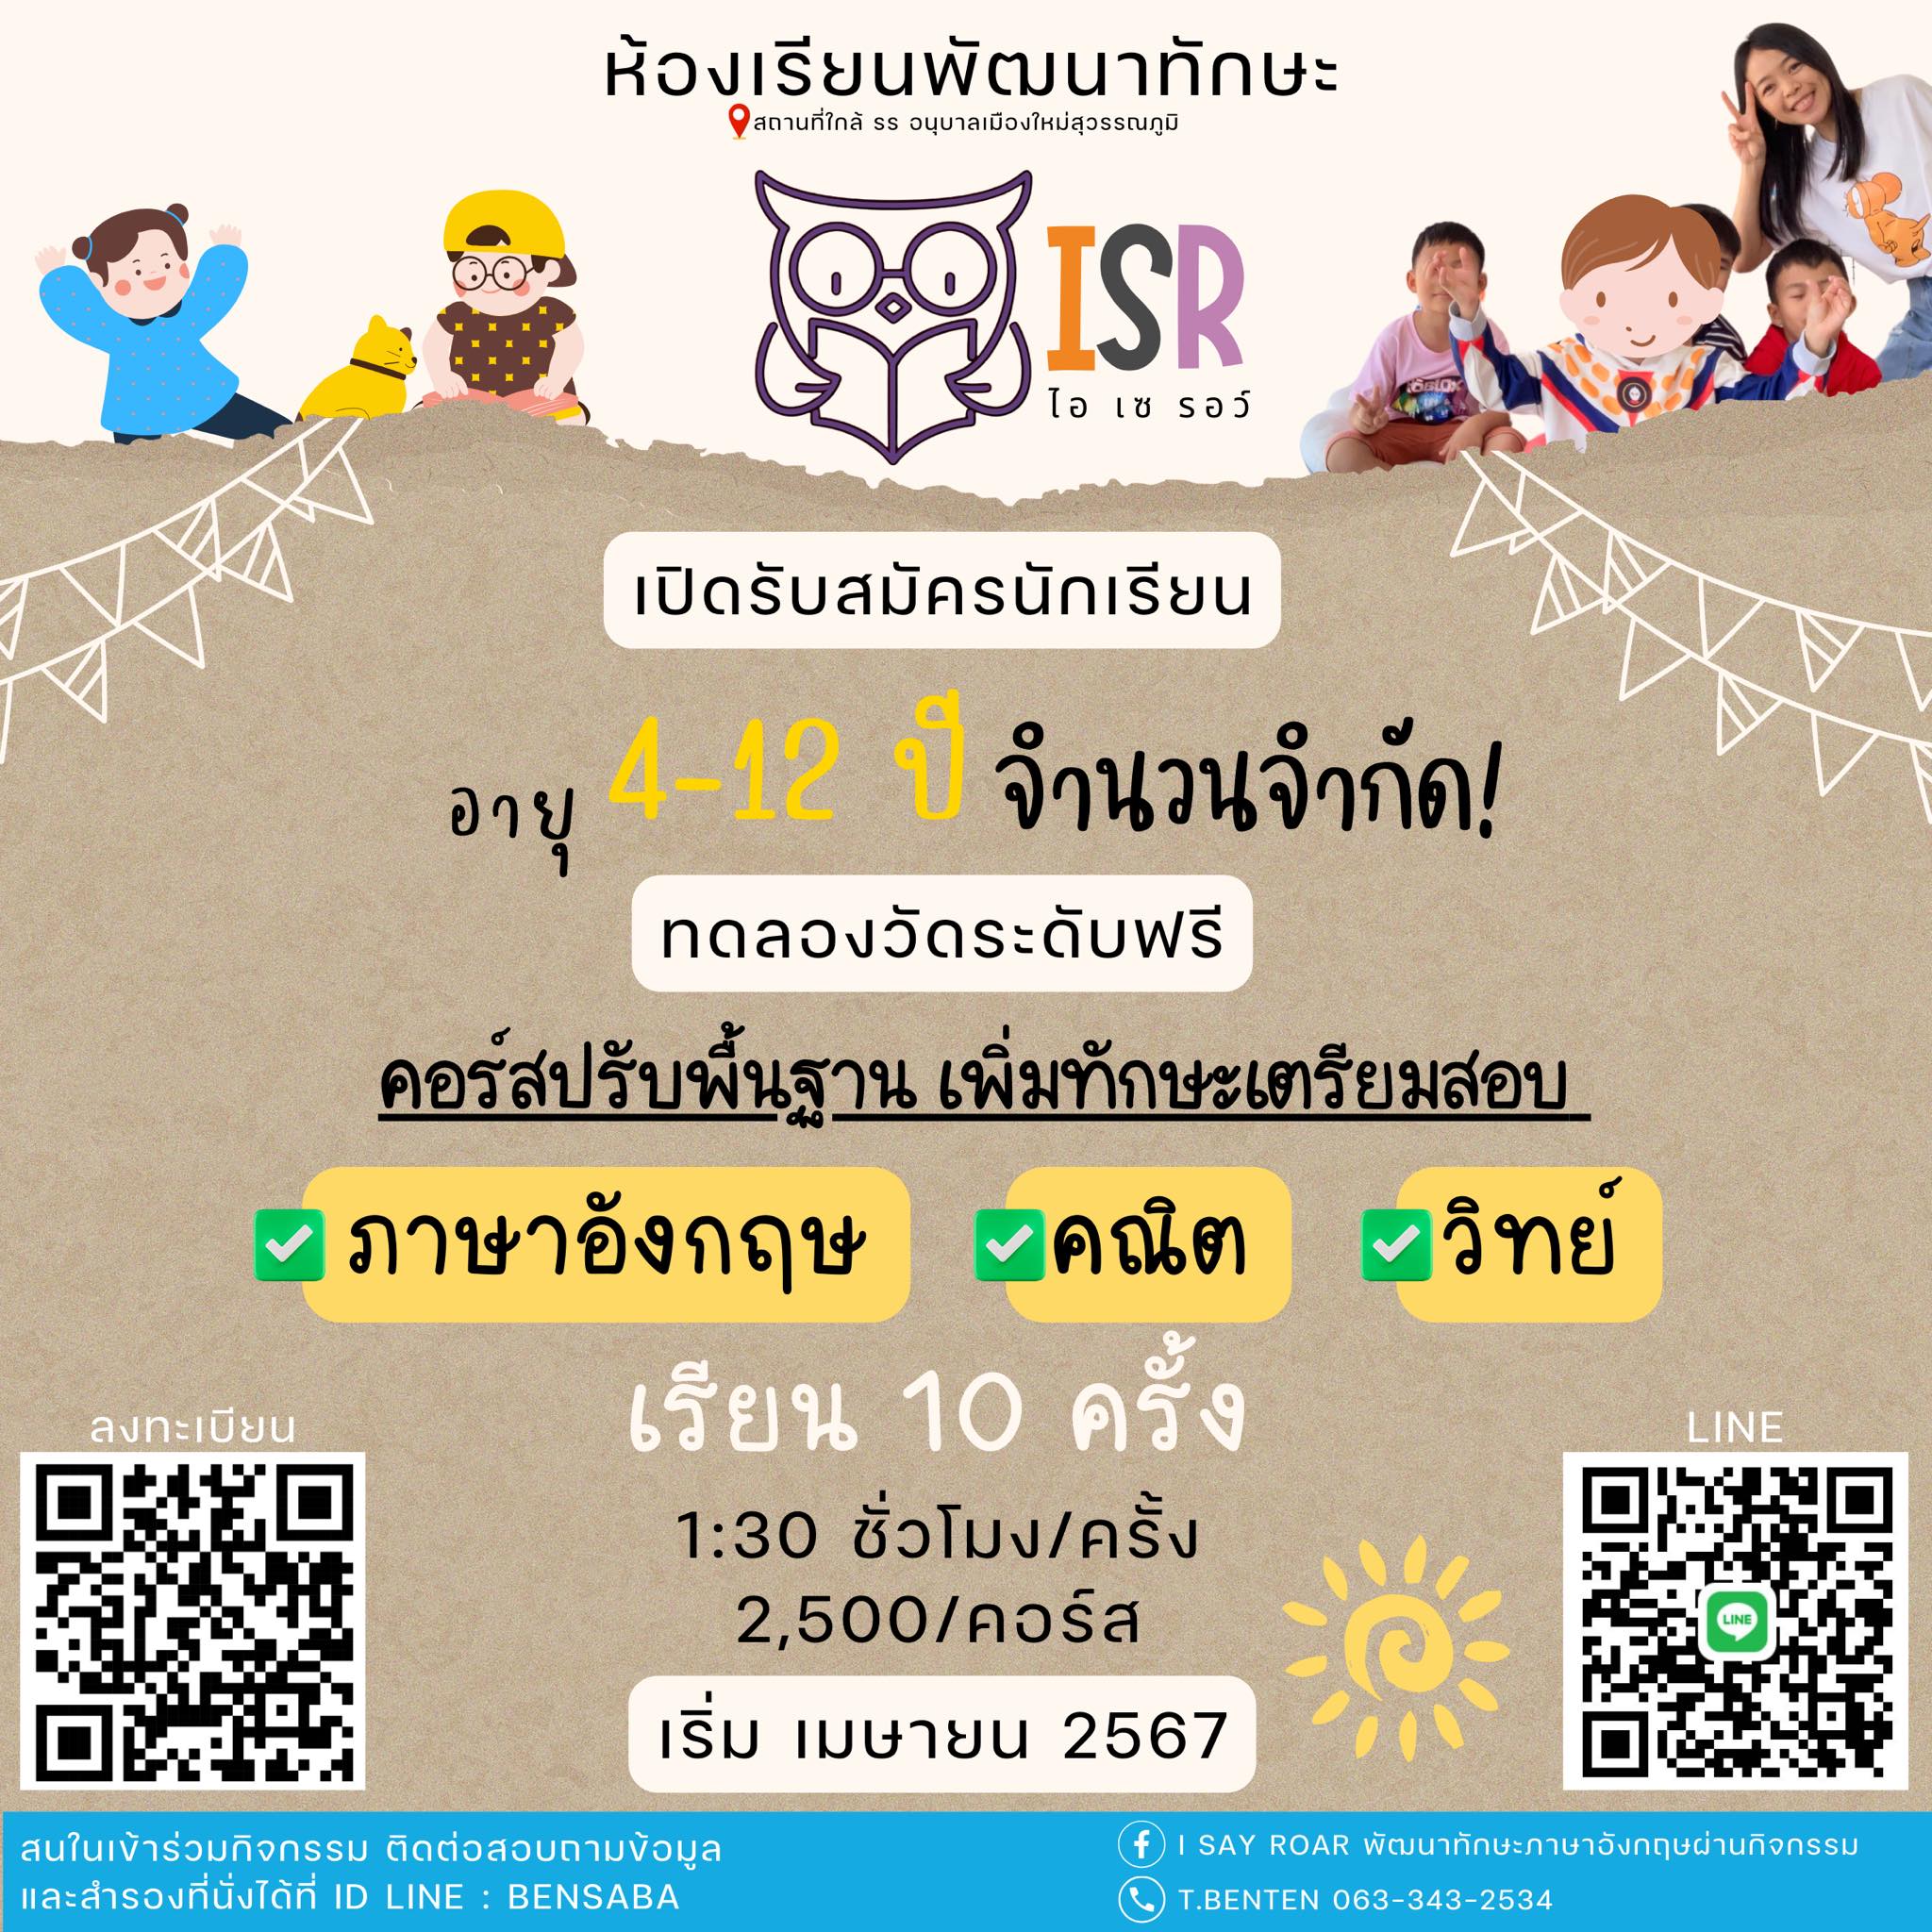 ห้องเรียนพัฒนาทักษะ
สถานที่ใกล้ รร อนุบาลเมืองใหม่สุวรรณภูมิ
ISR
ไอ เซ รอว์
เปิดรับสมัครนักเรียน
อายุ 4-12 ปี จำนวนจำกัด!
ทดลองวัดระดับฟรี
คอร์สปรับพื้นฐาน เพิ่มทักษะเตรียมสอบ
ภาษาอังกฤษ คณิต วิทย์
เรียน 10 ครั้ง
1:30 ชั่วโมง/ครั้ง
2,500/คอร์ส
เริ่ม เมษายน 2567
ลงทะเบียน
LINE
LINE
สนในเข้าร่วมกิจกรรม ติดต่อสอบถามข้อมูล
และสำรองที่นั่งได้ที่ ID LINE : BENSABA
I SAY ROAR พัฒนาทักษะภาษาอังกฤษผ่านกิจกรรม
T.BENTEN 063-343-2534